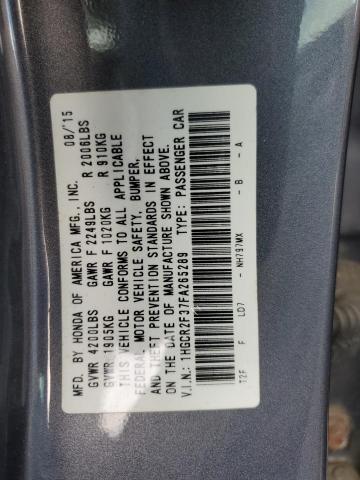 MFD. BY HONDA OF AMERICA MFG., INC. 08/'15
GVWR 4200LBS GAWR F 2249LBS R 2006LBS
GVWR 1905KG GAWR F 1020KG R 910KG
THIS VEHICLE CONFORMS TO ALL APPLICABLE
FEDERAL MOTOR VEHICLE SAFETY, BUMPER,
AND THEFT PREVENTION STANDARDS IN EFFECT
ON THE DATE OF MANUFACTURE SHOWN ABOVE.
V.I.N.: 1HGCR2F37FA265289 TYPE: PASSENGER CAR
T2F F LD7 - NH797MX - B - A